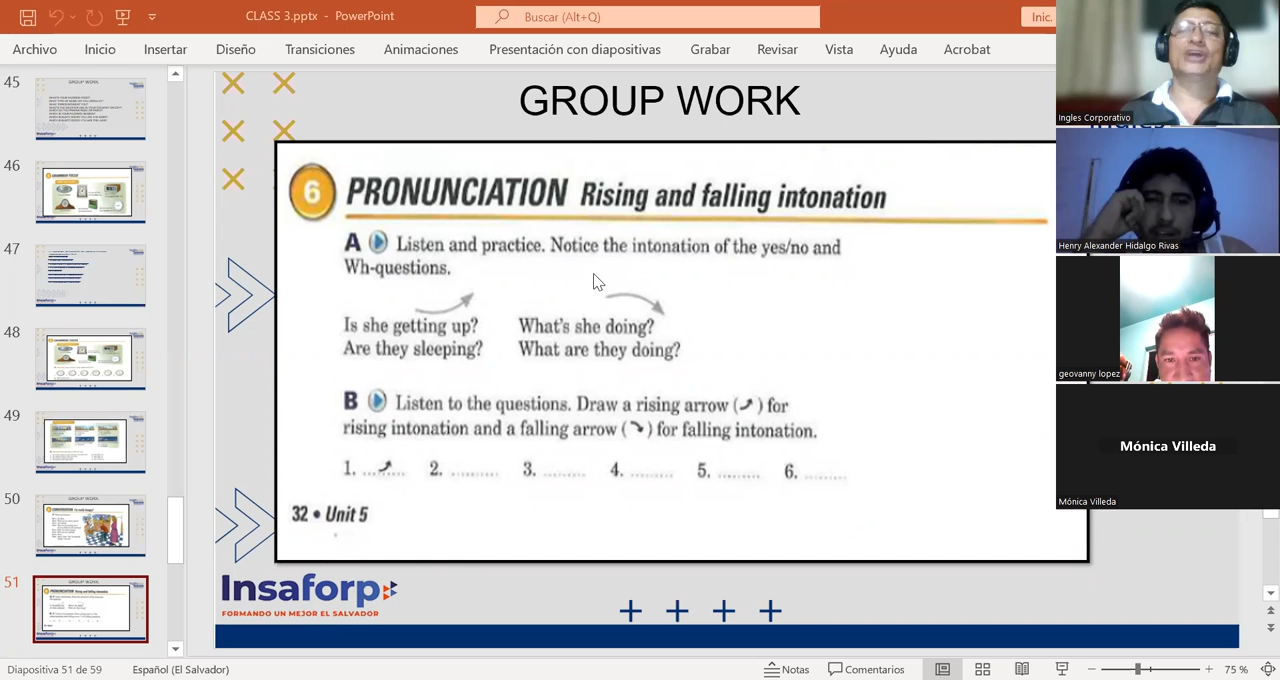 CLASS 3.pptx - PowerPoint
Buscar (Alt+Q)
Inic.
Archivo Inicio Insertar Diseño Transiciones Animaciones Presentación con diapositivas Grabar Revisar Vista Ayuda Acrobat
45
46
47
48
49
50
51
GROUP WORK
6 PRONUNCIATION Rising and falling intonation
A Listen and practice. Notice the intonation of the yes/no and
Wh-questions.
Is she getting up? What's she doing?
Are they sleeping? What are they doing?
B Listen to the questions. Draw a rising arrow ( ) for
rising intonation and a falling arrow ( ) for falling intonation.
1. 2. 3. 4. 5. 6.
32 • Unit 5
Insaforp
FORMANDO UN MEJOR EL SALVADOR
Ingles Corporativo
Henry Alexander Hidalgo Rivas
geovanny lopez
Mónica Villeda
Mónica Villeda
Diapositiva 51 de 59 Español (El Salvador) Notas Comentarios 75 %